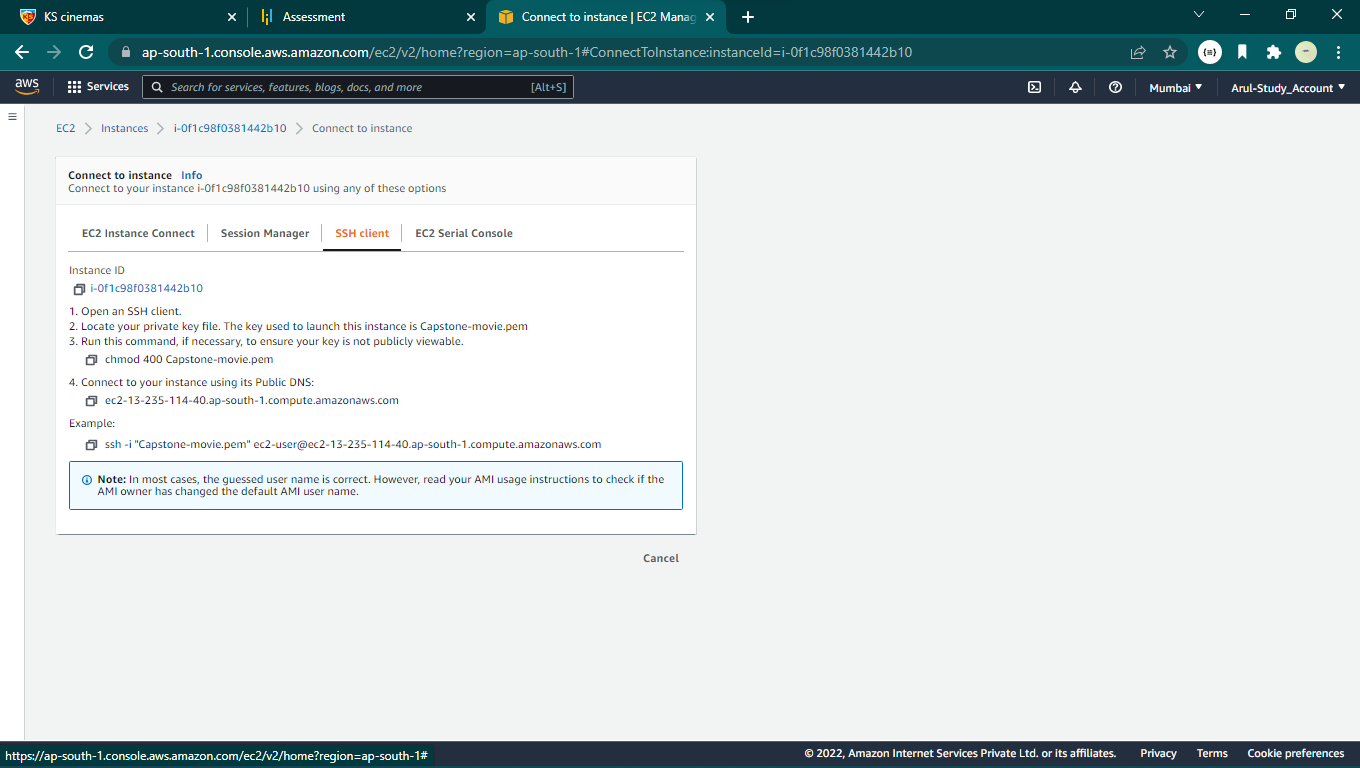 KS cinemas
Assessment
Connect to instance | EC2 Manag
ap-south-1.console.aws.amazon.com/ec2/v2/home?region=ap-south-1#ConnectToInstance:instanceId=i-0f1c98f0381442b10
aws
Services
Search for services, features, blogs, docs, and more
[Alt+S]
Mumbai
Arul-Study_Account
EC2
Instances
i-0f1c98f0381442b10
Connect to instance
Connect to instance Info
Connect to your instance i-0f1c98f0381442b10 using any of these options
EC2 Instance Connect
Session Manager
SSH client
EC2 Serial Console
Instance ID
i-0f1c98f0381442b10
1. Open an SSH client.
2. Locate your private key file. The key used to launch this instance is Capstone-movie.pem
3. Run this command, if necessary, to ensure your key is not publicly viewable.
chmod 400 Capstone-movie.pem
4. Connect to your instance using its Public DNS:
ec2-13-235-114-40.ap-south-1.compute.amazonaws.com
Example:
ssh -i "Capstone-movie.pem" ec2-user@ec2-13-235-114-40.ap-south-1.compute.amazonaws.com
Note: In most cases, the guessed user name is correct. However, read your AMI usage instructions to check if the
AMI owner has changed the default AMI user name.
Cancel
https://ap-south-1.console.aws.amazon.com/ec2/v2/home?region=ap-south-1#
© 2022, Amazon Internet Services Private Ltd. or its affiliates.
Privacy
Terms
Cookie preferences